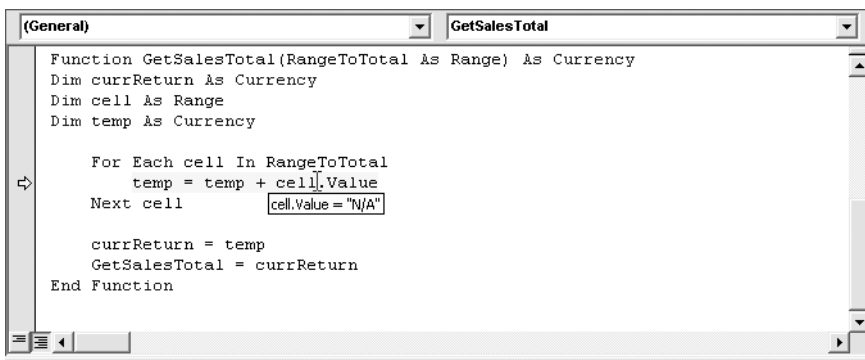 (General) GetSalesTotal
Function GetSalesTotal(RangeToTotal As Range) As Currency
Dim currReturn As Currency
Dim cell As Range
Dim temp As Currency
For Each cell In RangeToTotal
temp = temp + cell.Value
Next cell
cell.Value = "N/A"
currReturn = temp
GetSalesTotal = currReturn
End Function